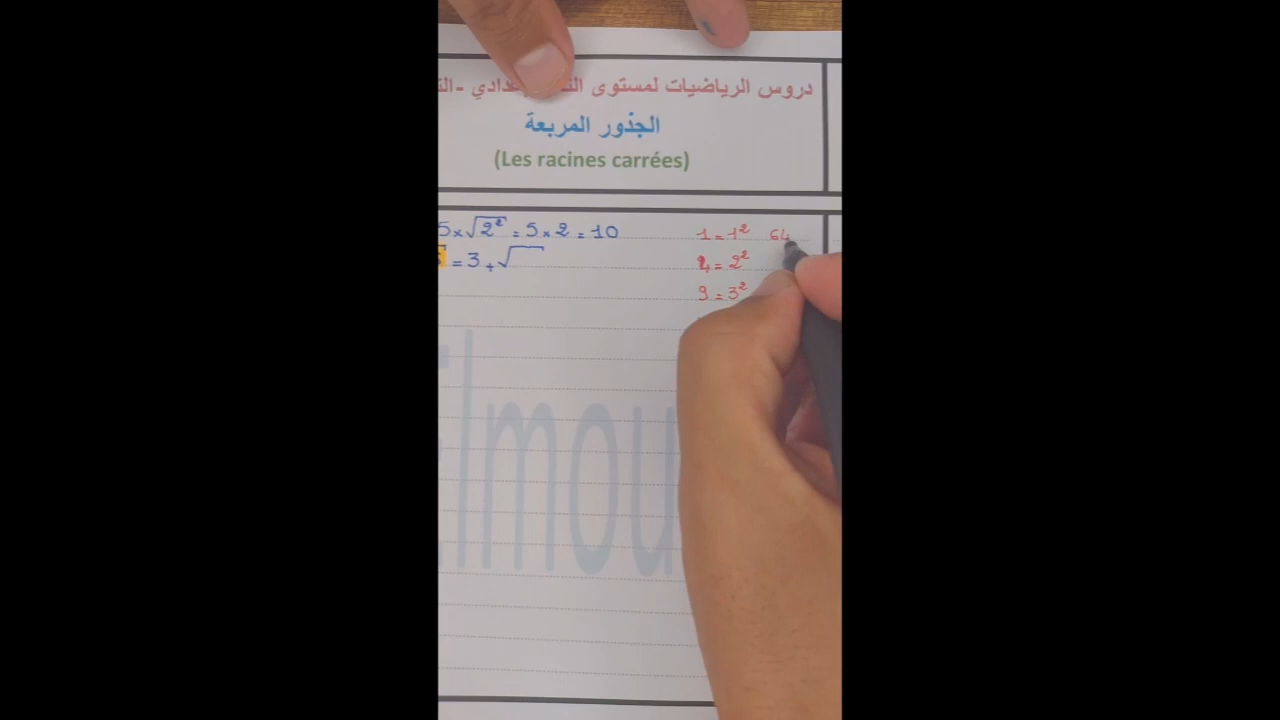 دروس الرياضيات لمستوى
الجذور المربعة
(Les racines carrées)
5 × √2² = 5 × 2 = 10
= 3 + √
1 = 1²
4 = 2²
9 = 3²
64